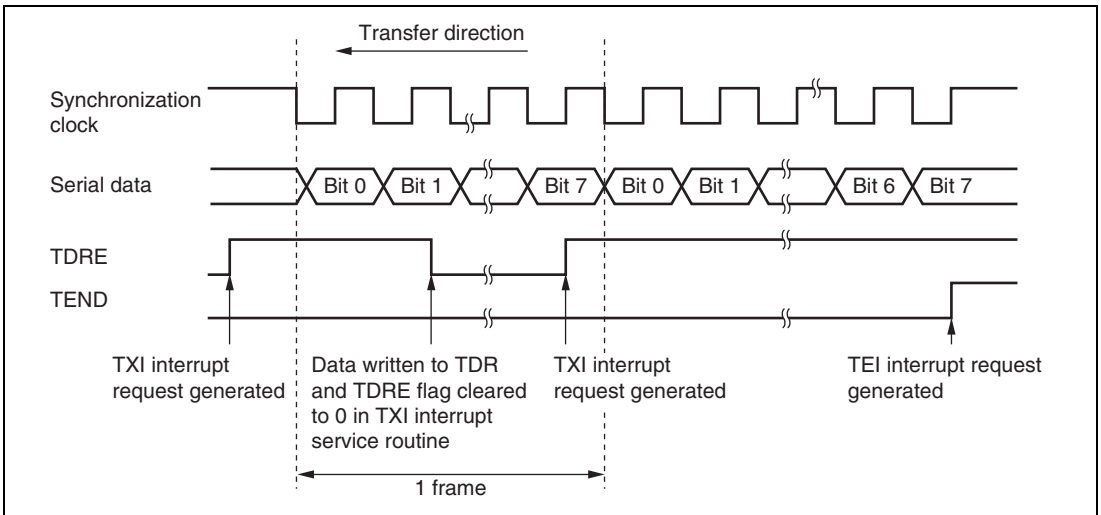 Transfer direction
Synchronization
clock
Serial data
Bit 0
Bit 1
Bit 7
Bit 0
Bit 1
Bit 6
Bit 7
TDRE
TEND
TXI interrupt
request generated
Data written to TDR
and TDRE flag cleared
to 0 in TXI interrupt
service routine
TXI interrupt
request generated
TEI interrupt request
generated
1 frame